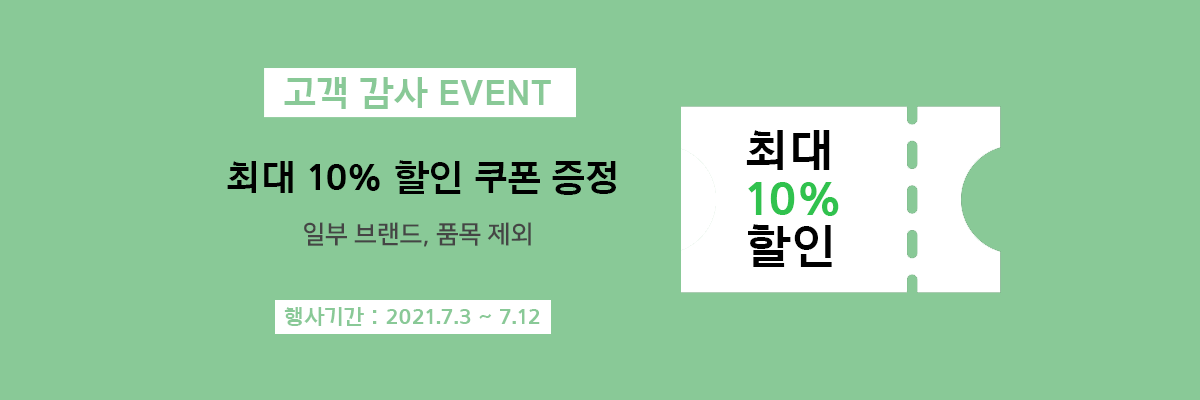 고객 감사 EVENT
최대 10% 할인 쿠폰 증정
일부 브랜드, 품목 제외
행사기간 : 2021.7.3 ~ 7.12
최대
10%
할인